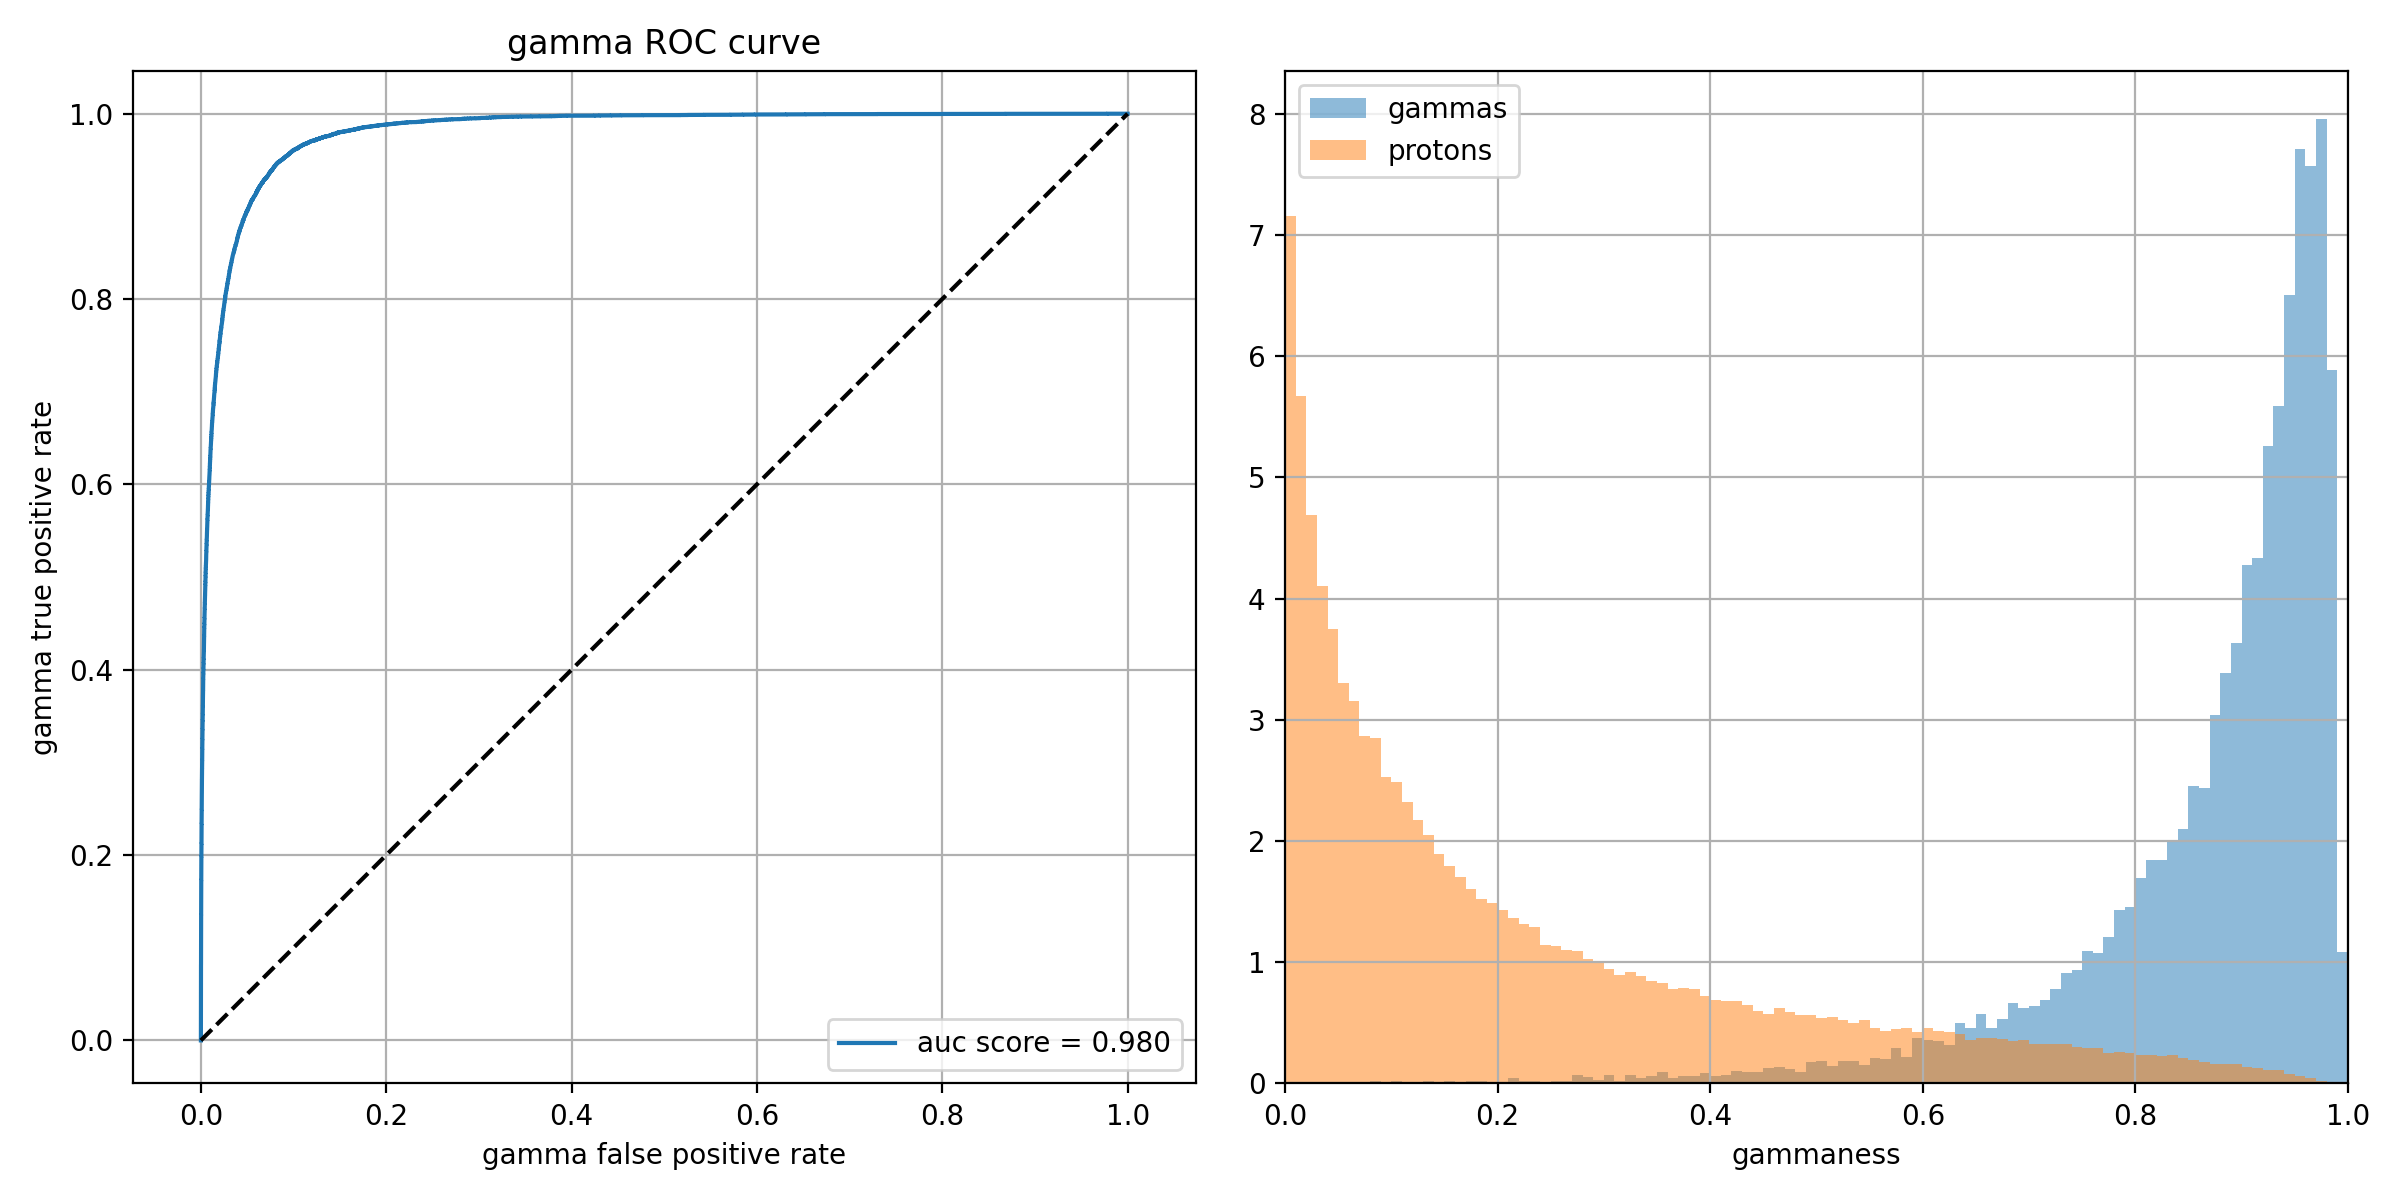 gamma ROC curve
gamma true positive rate
1.0
0.8
0.6
0.4
0.2
0.0
auc score = 0.980
0.0 0.2 0.4 0.6 0.8 1.0
gamma false positive rate
gammas
protons
8
7
6
5
4
3
2
1
0
0.0 0.2 0.4 0.6 0.8 1.0
gammaness